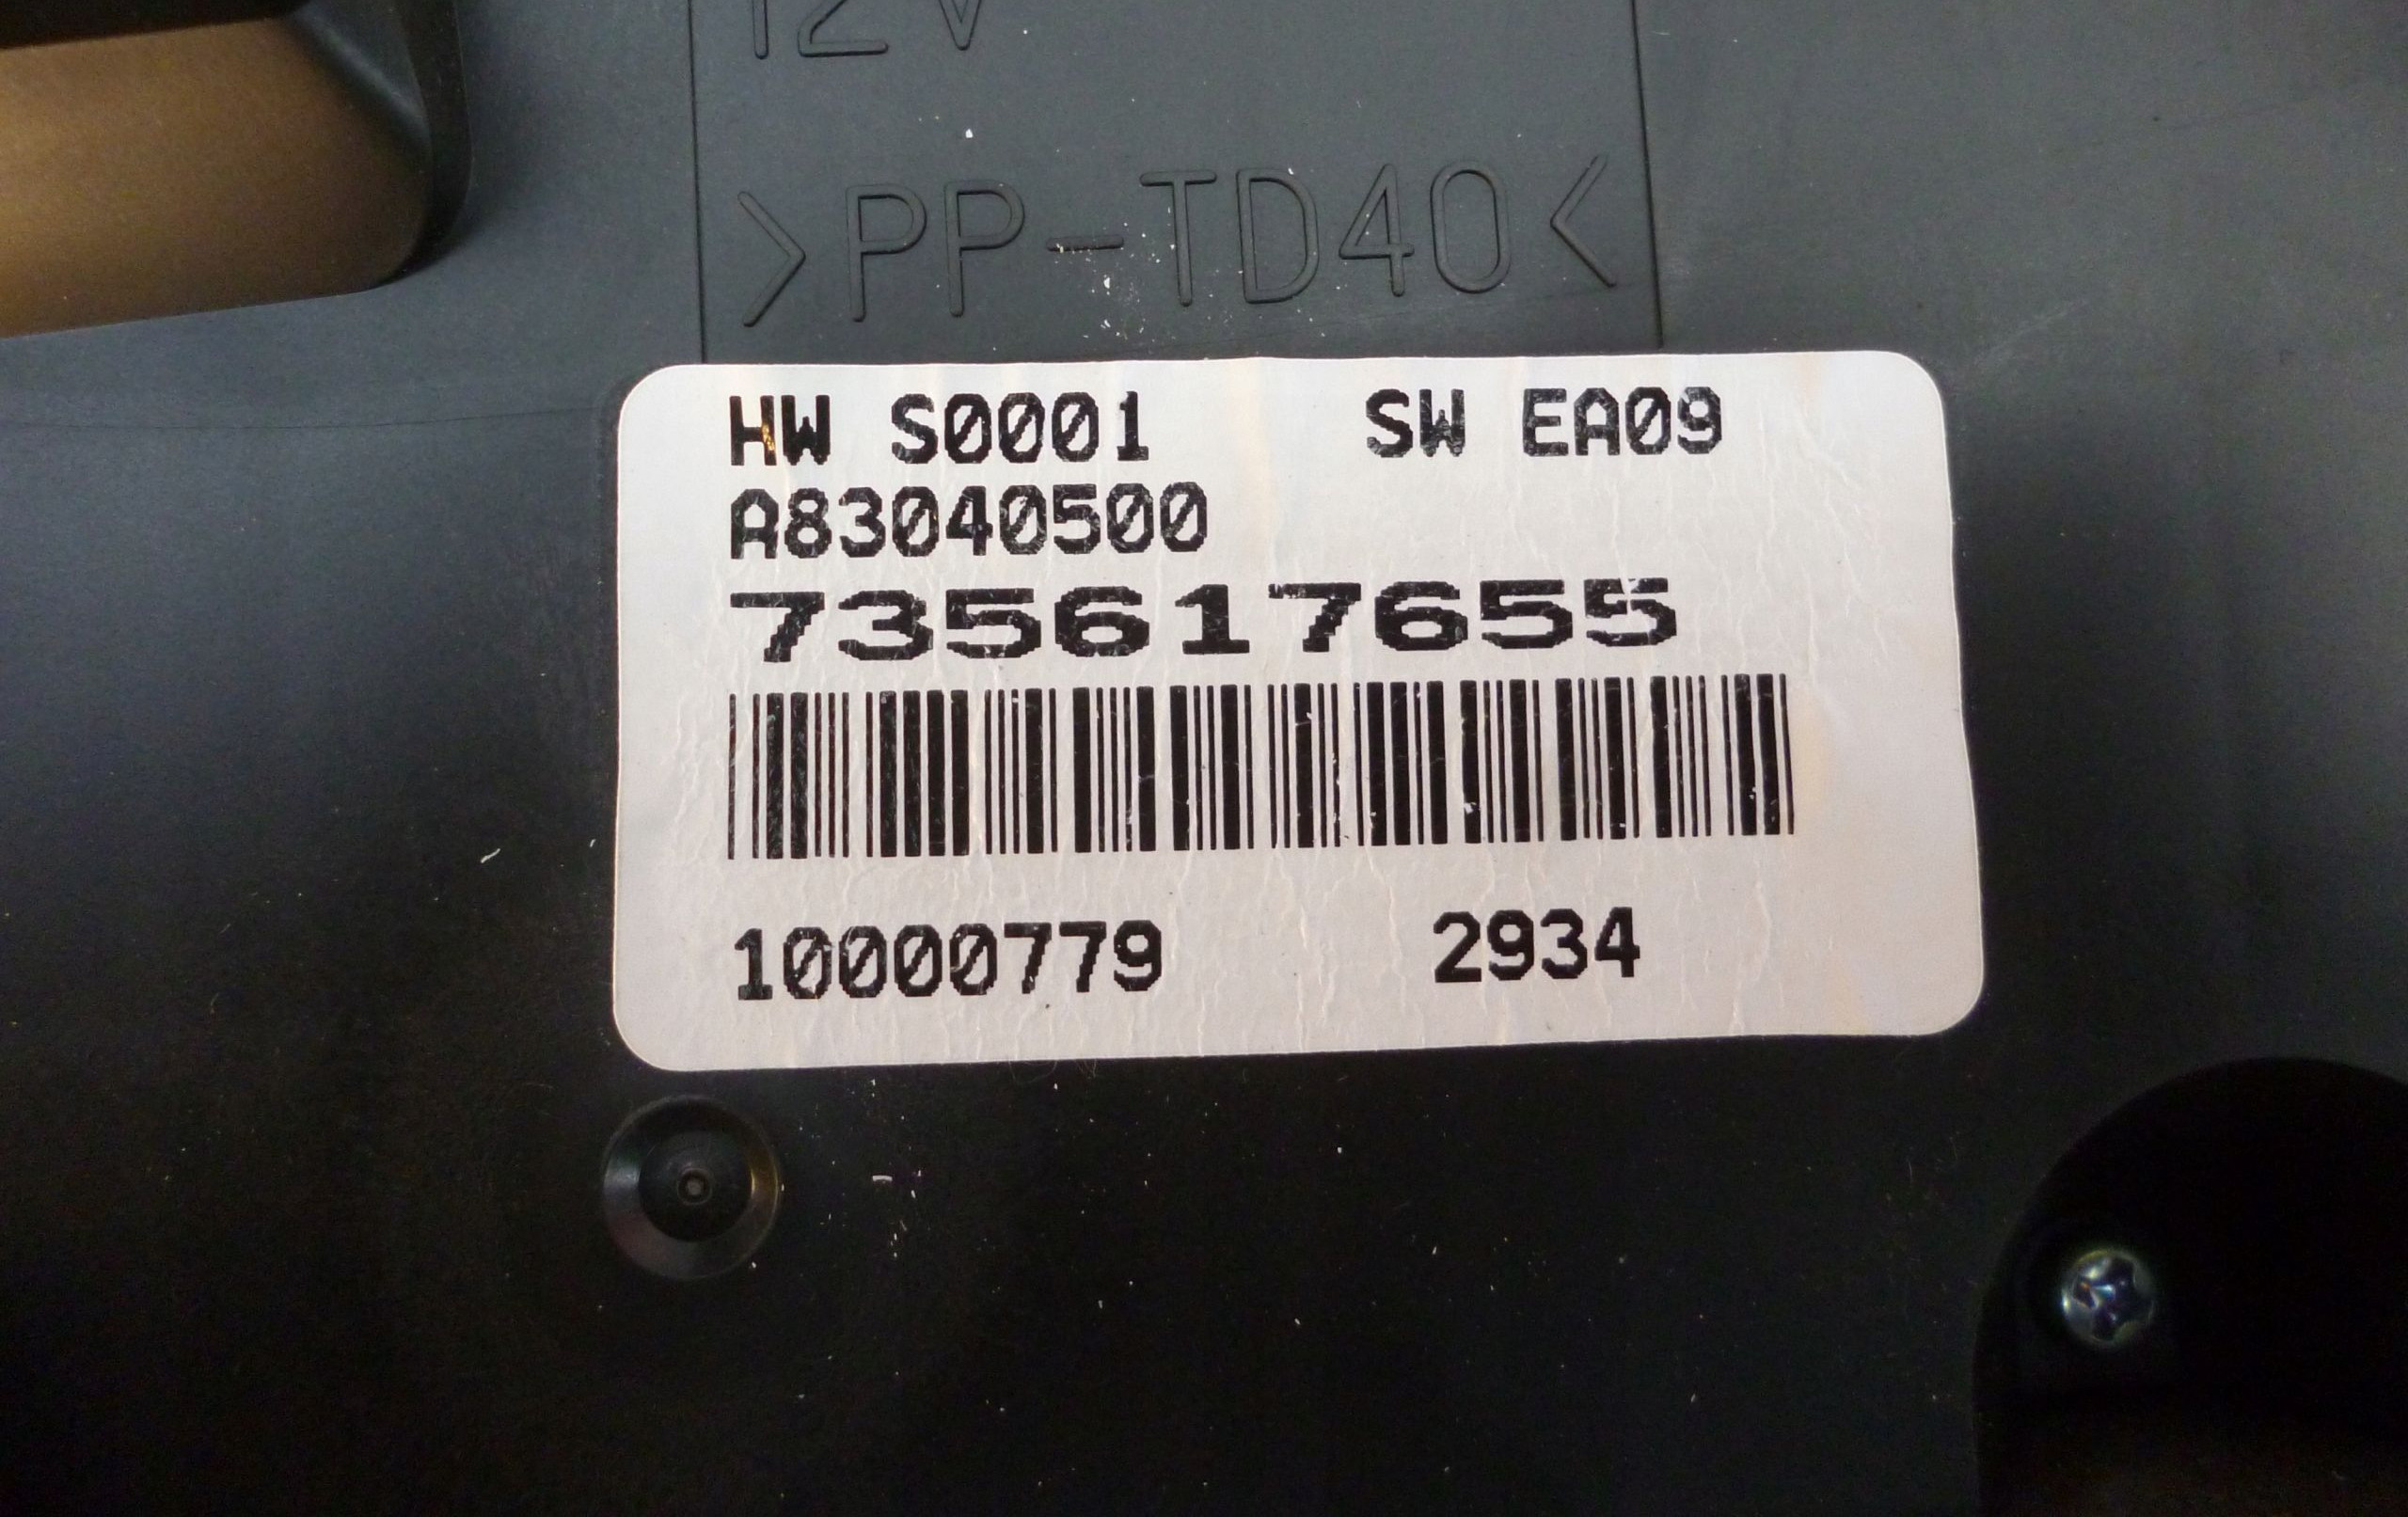 12V
>PP-TD40<
HW S0001 SW EA09
A83040500
735617655
10000779 2934